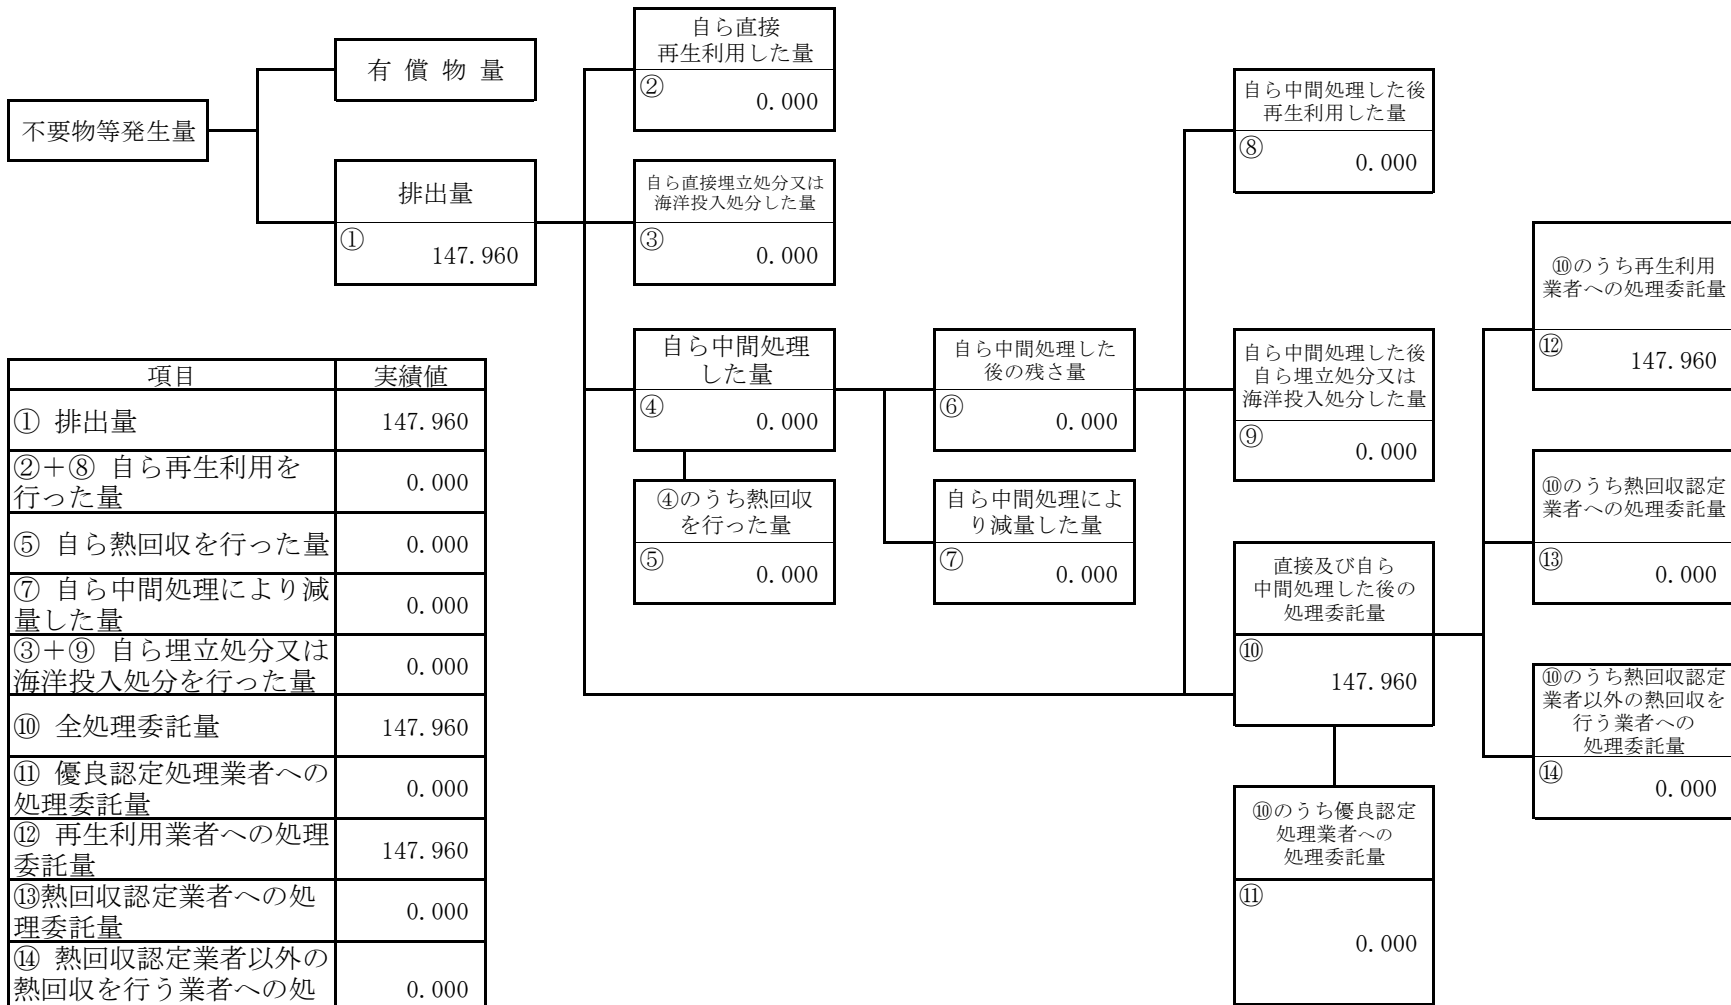 不要物等発生量
有 償 物 量
排出量
①
147.960
自ら直接
再生利用した量
②
0.000
自ら直接埋立処分又は
海洋投入処分した量
③
0.000
自ら中間処理
した量
④
0.000
④のうち熱回収
を行った量
⑤
0.000
自ら中間処理した
後の残さ量
⑥
0.000
自ら中間処理によ
り減量した量
⑦
0.000
自ら中間処理した後
再生利用した量
⑧
0.000
自ら中間処理した後
自ら埋立処分又は
海洋投入処分した量
⑨
0.000
直接及び自ら
中間処理した後の
処理委託量
⑩
147.960
⑩のうち優良認定
処理業者への
処理委託量
⑪
0.000
⑩のうち再生利用
業者への処理委託量
⑫
147.960
⑩のうち熱回収認定
業者への処理委託量
⑬
0.000
⑩のうち熱回収認定
業者以外の熱回収を
行う業者への
処理委託量
⑭
0.000
項目 実績値
① 排出量 147.960
②＋⑧ 自ら再生利用を
行った量 0.000
⑤ 自ら熱回収を行った量 0.000
⑦ 自ら中間処理により減
量した量 0.000
③＋⑨ 自ら埋立処分又は
海洋投入処分を行った量 0.000
⑩ 全処理委託量 147.960
⑪ 優良認定処理業者への
処理委託量 0.000
⑫ 再生利用業者への処理
委託量 147.960
⑬熱回収認定業者への処
理委託量 0.000
⑭ 熱回収認定業者以外の
熱回収を行う業者への処 0.000